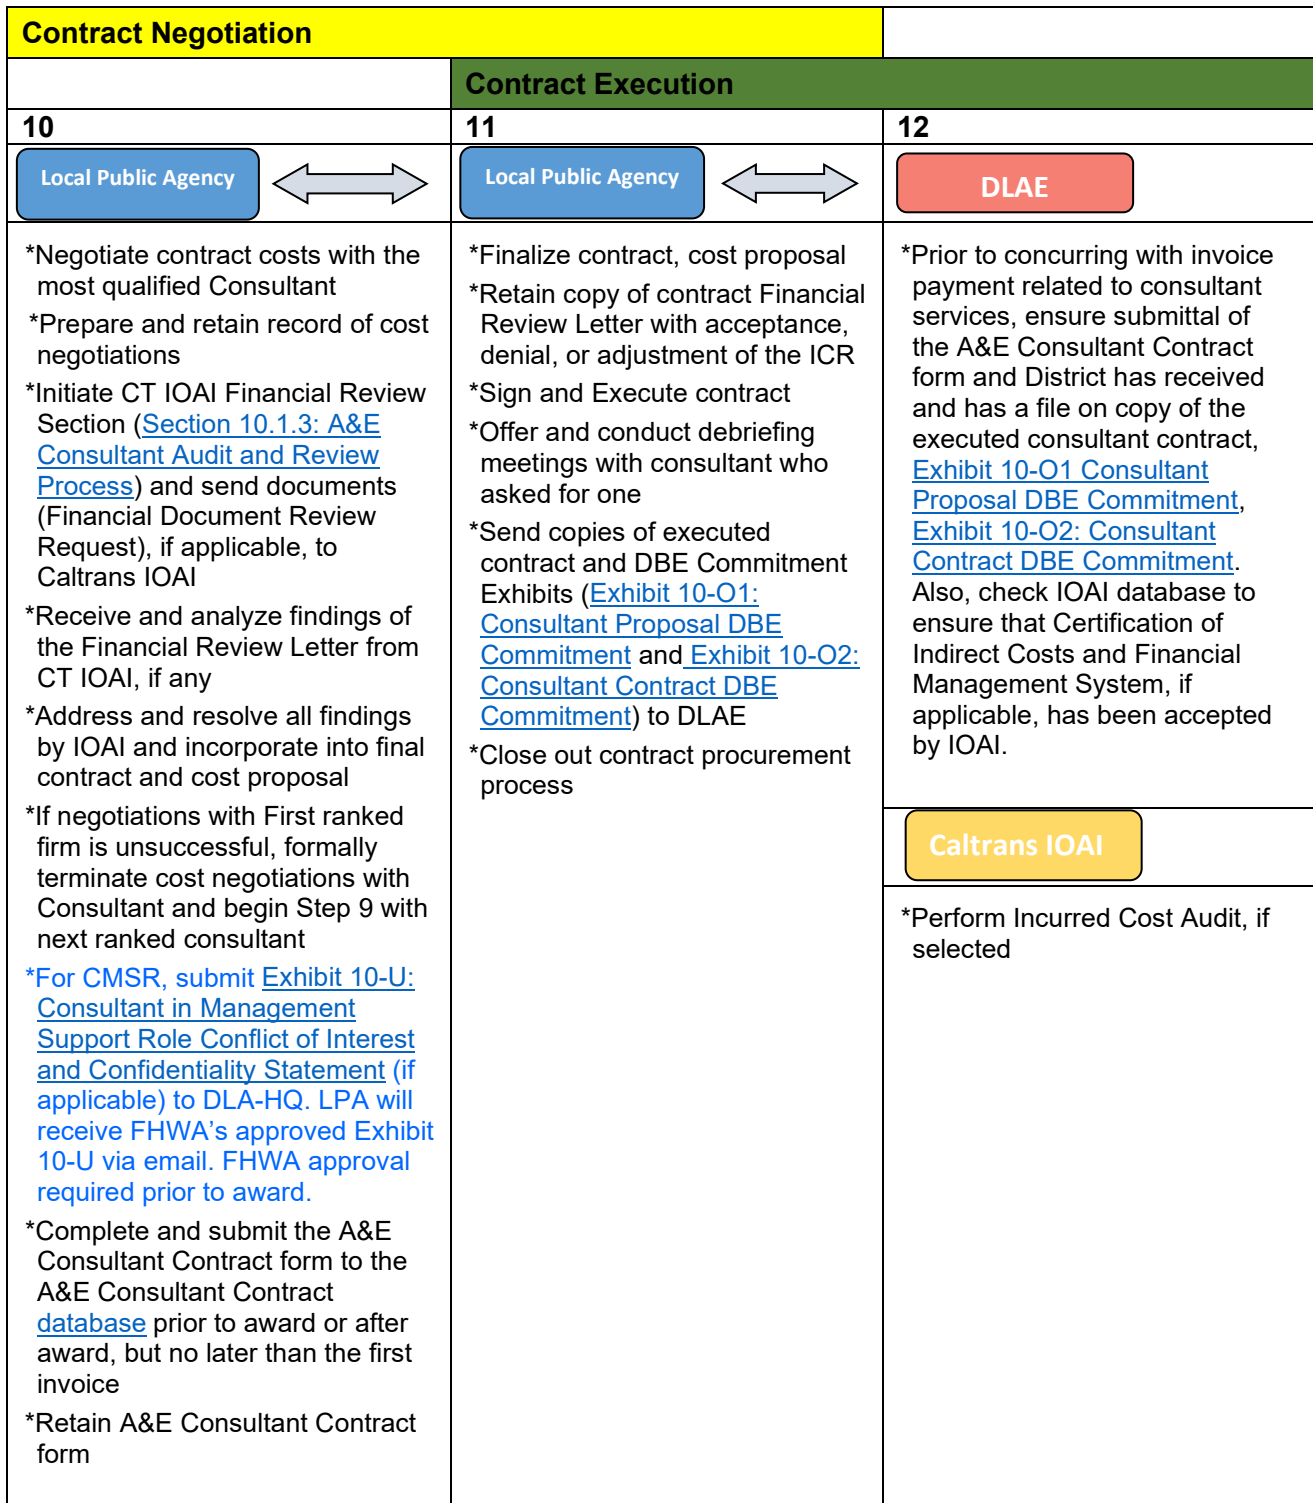 Contract Negotiation
Contract Execution
10
11
12
Local Public Agency
Local Public Agency
DLAE
*Negotiate contract costs with the
most qualified Consultant
*Prepare and retain record of cost
negotiations
*Initiate CT IOAI Financial Review
Section (Section 10.1.3: A&E
Consultant Audit and Review
Process) and send documents
(Financial Document Review
Request), if applicable, to
Caltrans IOAI
*Receive and analyze findings of
the Financial Review Letter from
CT IOAI, if any
*Address and resolve all findings
by IOAI and incorporate into final
contract and cost proposal
*If negotiations with First ranked
firm is unsuccessful, formally
terminate cost negotiations with
Consultant and begin Step 9 with
next ranked consultant
*For CMSR, submit Exhibit 10-U:
Consultant in Management
Support Role Conflict of Interest
and Confidentiality Statement (if
applicable) to DLA-HQ. LPA will
receive FHWA’s approved Exhibit
10-U via email. FHWA approval
required prior to award.
*Complete and submit the A&E
Consultant Contract form to the
A&E Consultant Contract
database prior to award or after
award, but no later than the first
invoice
*Retain A&E Consultant Contract
form
*Finalize contract, cost proposal
*Retain copy of contract Financial
Review Letter with acceptance,
denial, or adjustment of the ICR
*Sign and Execute contract
*Offer and conduct debriefing
meetings with consultant who
asked for one
*Send copies of executed
contract and DBE Commitment
Exhibits (Exhibit 10-O1:
Consultant Proposal DBE
Commitment and Exhibit 10-O2:
Consultant Contract DBE
Commitment) to DLAE
*Close out contract procurement
process
*Prior to concurring with invoice
payment related to consultant
services, ensure submittal of
the A&E Consultant Contract
form and District has received
and has a file on copy of the
executed consultant contract,
Exhibit 10-O1 Consultant
Proposal DBE Commitment,
Exhibit 10-O2: Consultant
Contract DBE Commitment.
Also, check IOAI database to
ensure that Certification of
Indirect Costs and Financial
Management System, if
applicable, has been accepted
by IOAI.
Caltrans IOAI
*Perform Incurred Cost Audit, if
selected